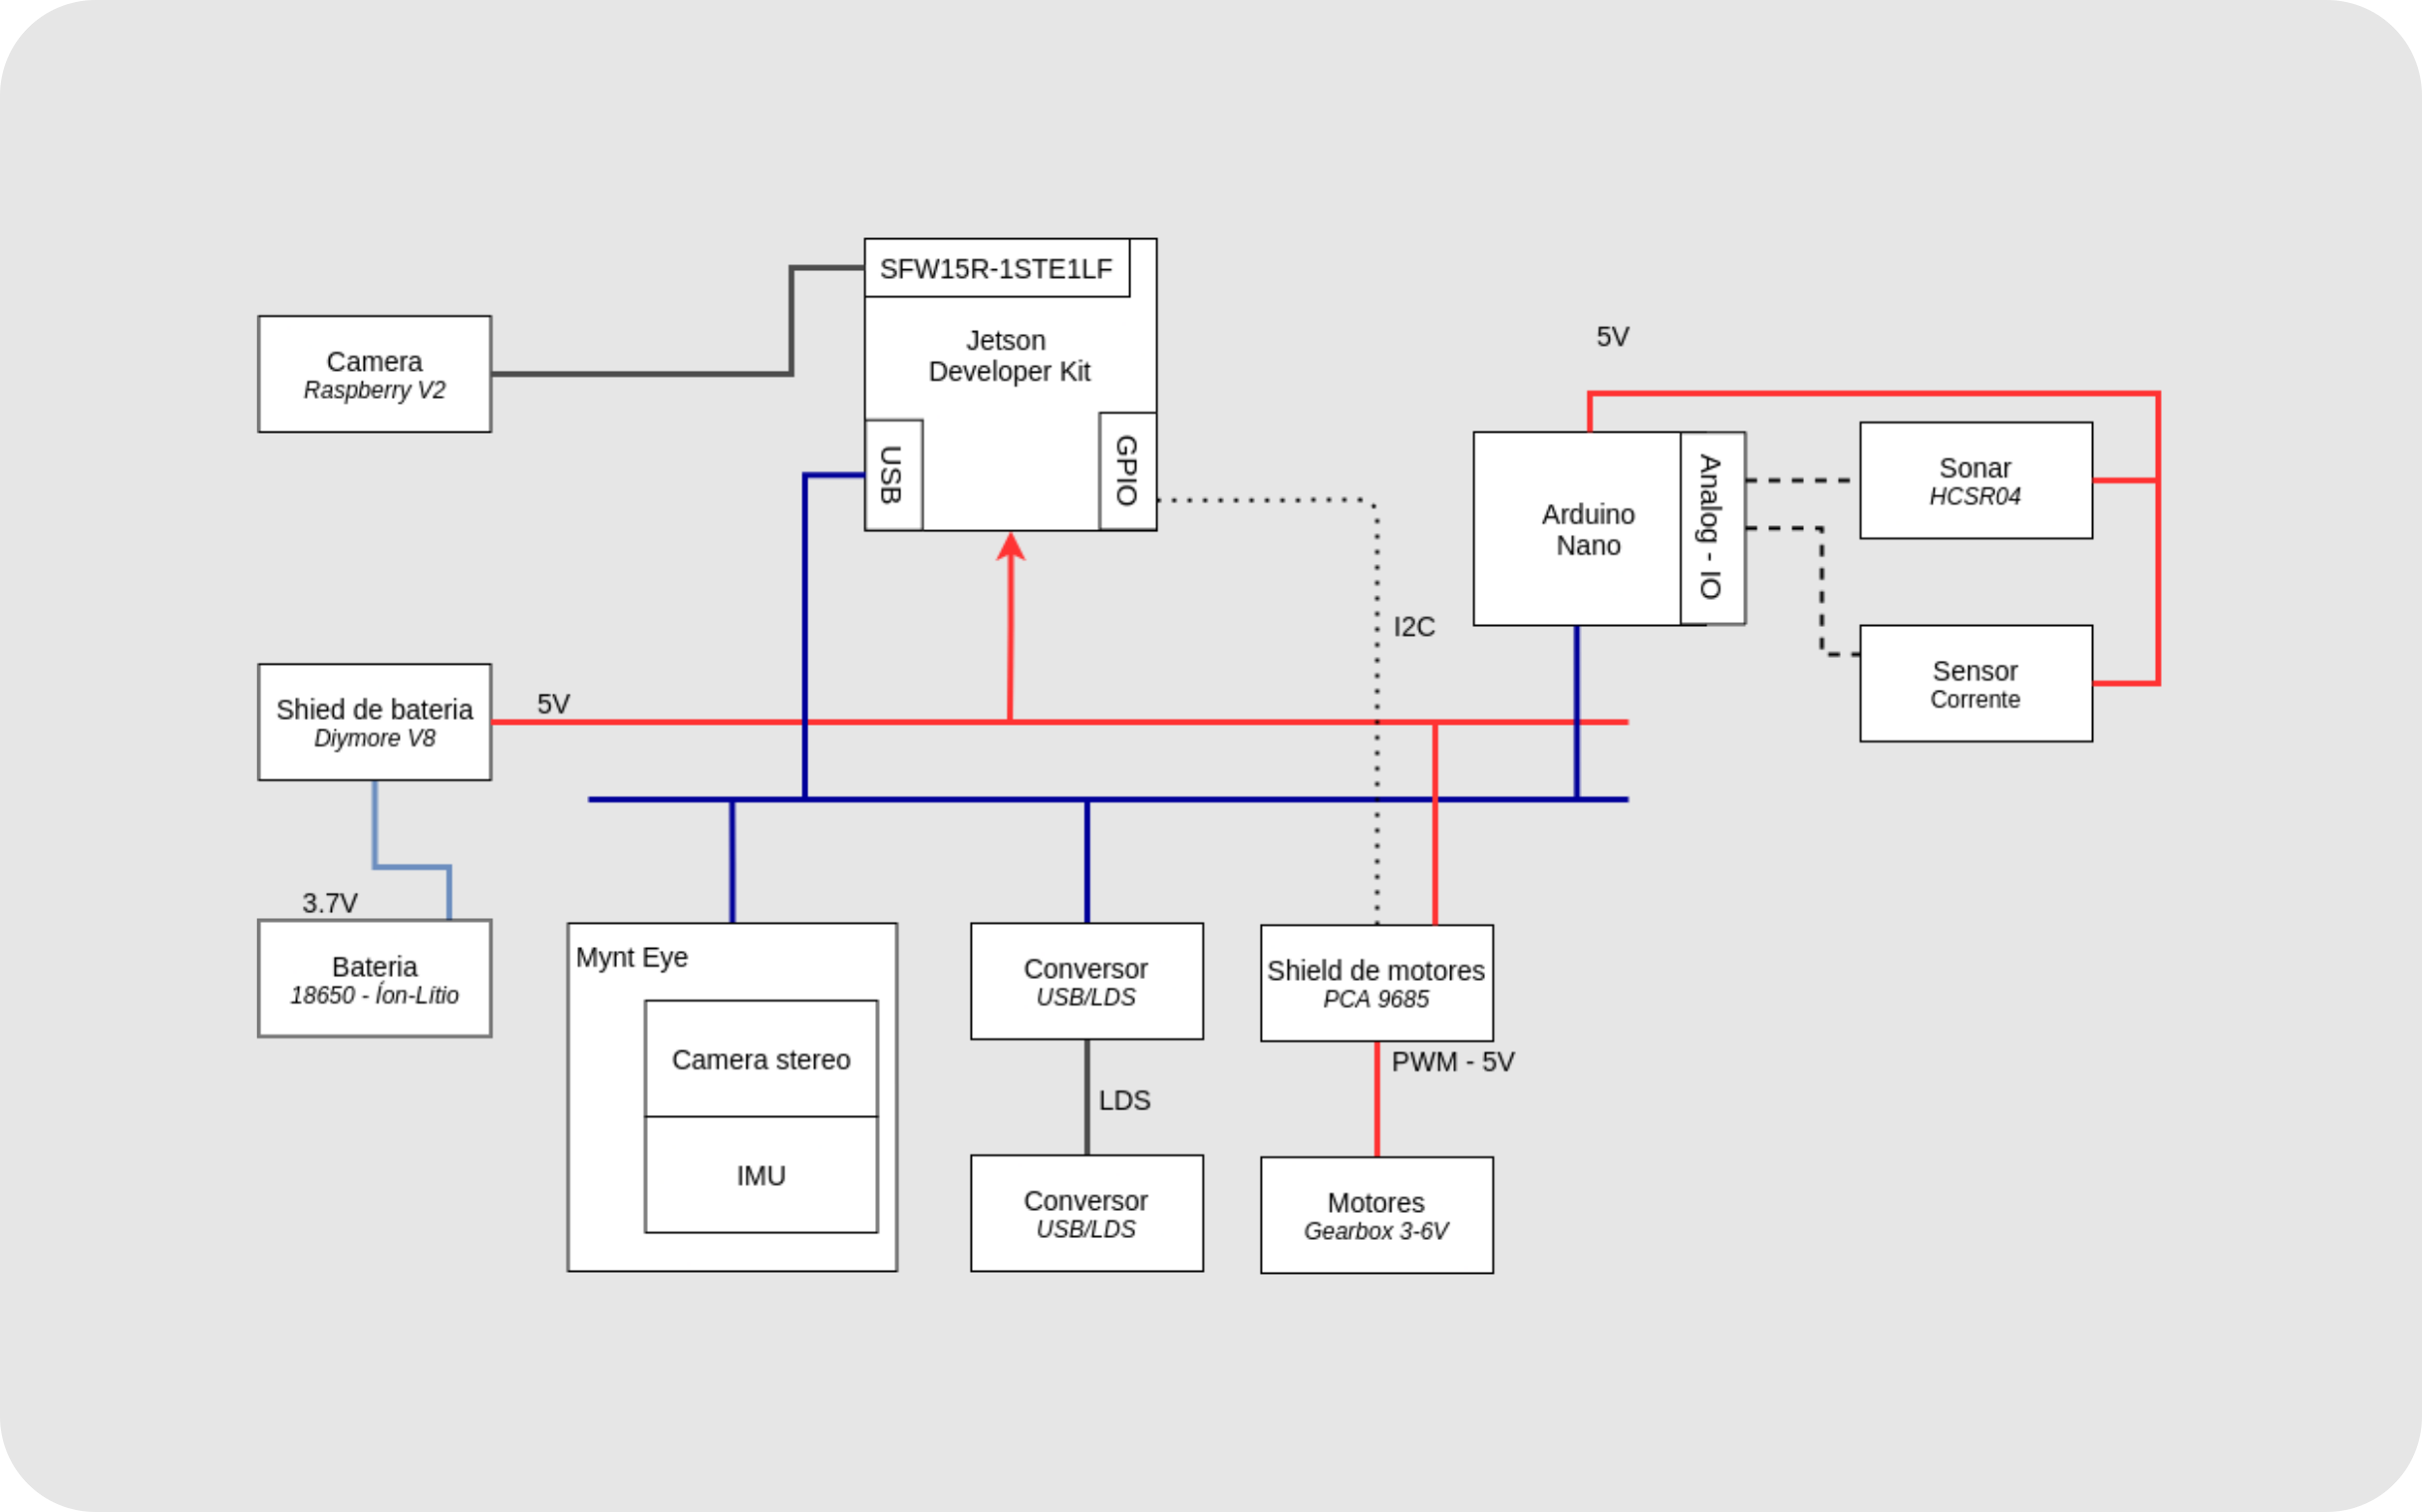 SFW15R-1STE1LF
Jetson
Developer Kit
USB
GPIO
Camera
Raspberry V2
5V
Arduino
Nano
Analog - IO
Sonar
HCSR04
Sensor
Corrente
I2C
Shied de bateria
Diymore V8
5V
3.7V
Bateria
18650 - Íon-Lítio
Mynt Eye
Camera stereo
IMU
Conversor
USB/LDS
LDS
Conversor
USB/LDS
Shield de motores
PCA 9685
PWM - 5V
Motores
Gearbox 3-6V